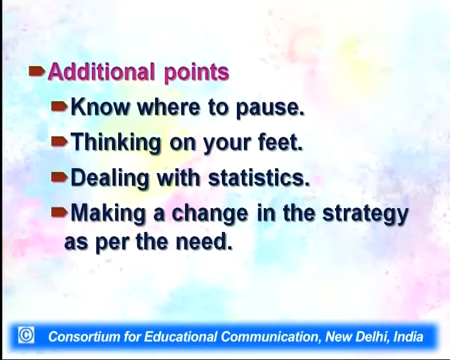 Additional points
Know where to pause.
Thinking on your feet.
Dealing with statistics.
Making a change in the strategy
as per the need.
© Consortium for Educational Communication, New Delhi, India